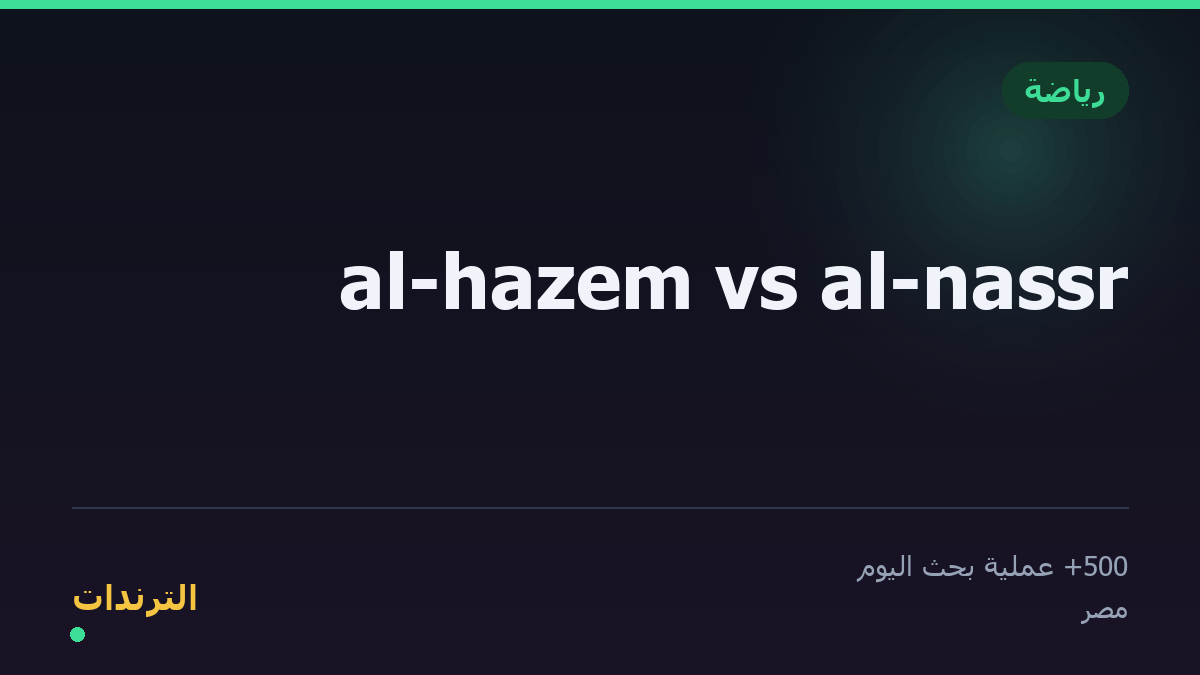 رياضة
al-hazem vs al-nassr
+500 عملية بحث اليوم
مصر
الترندات